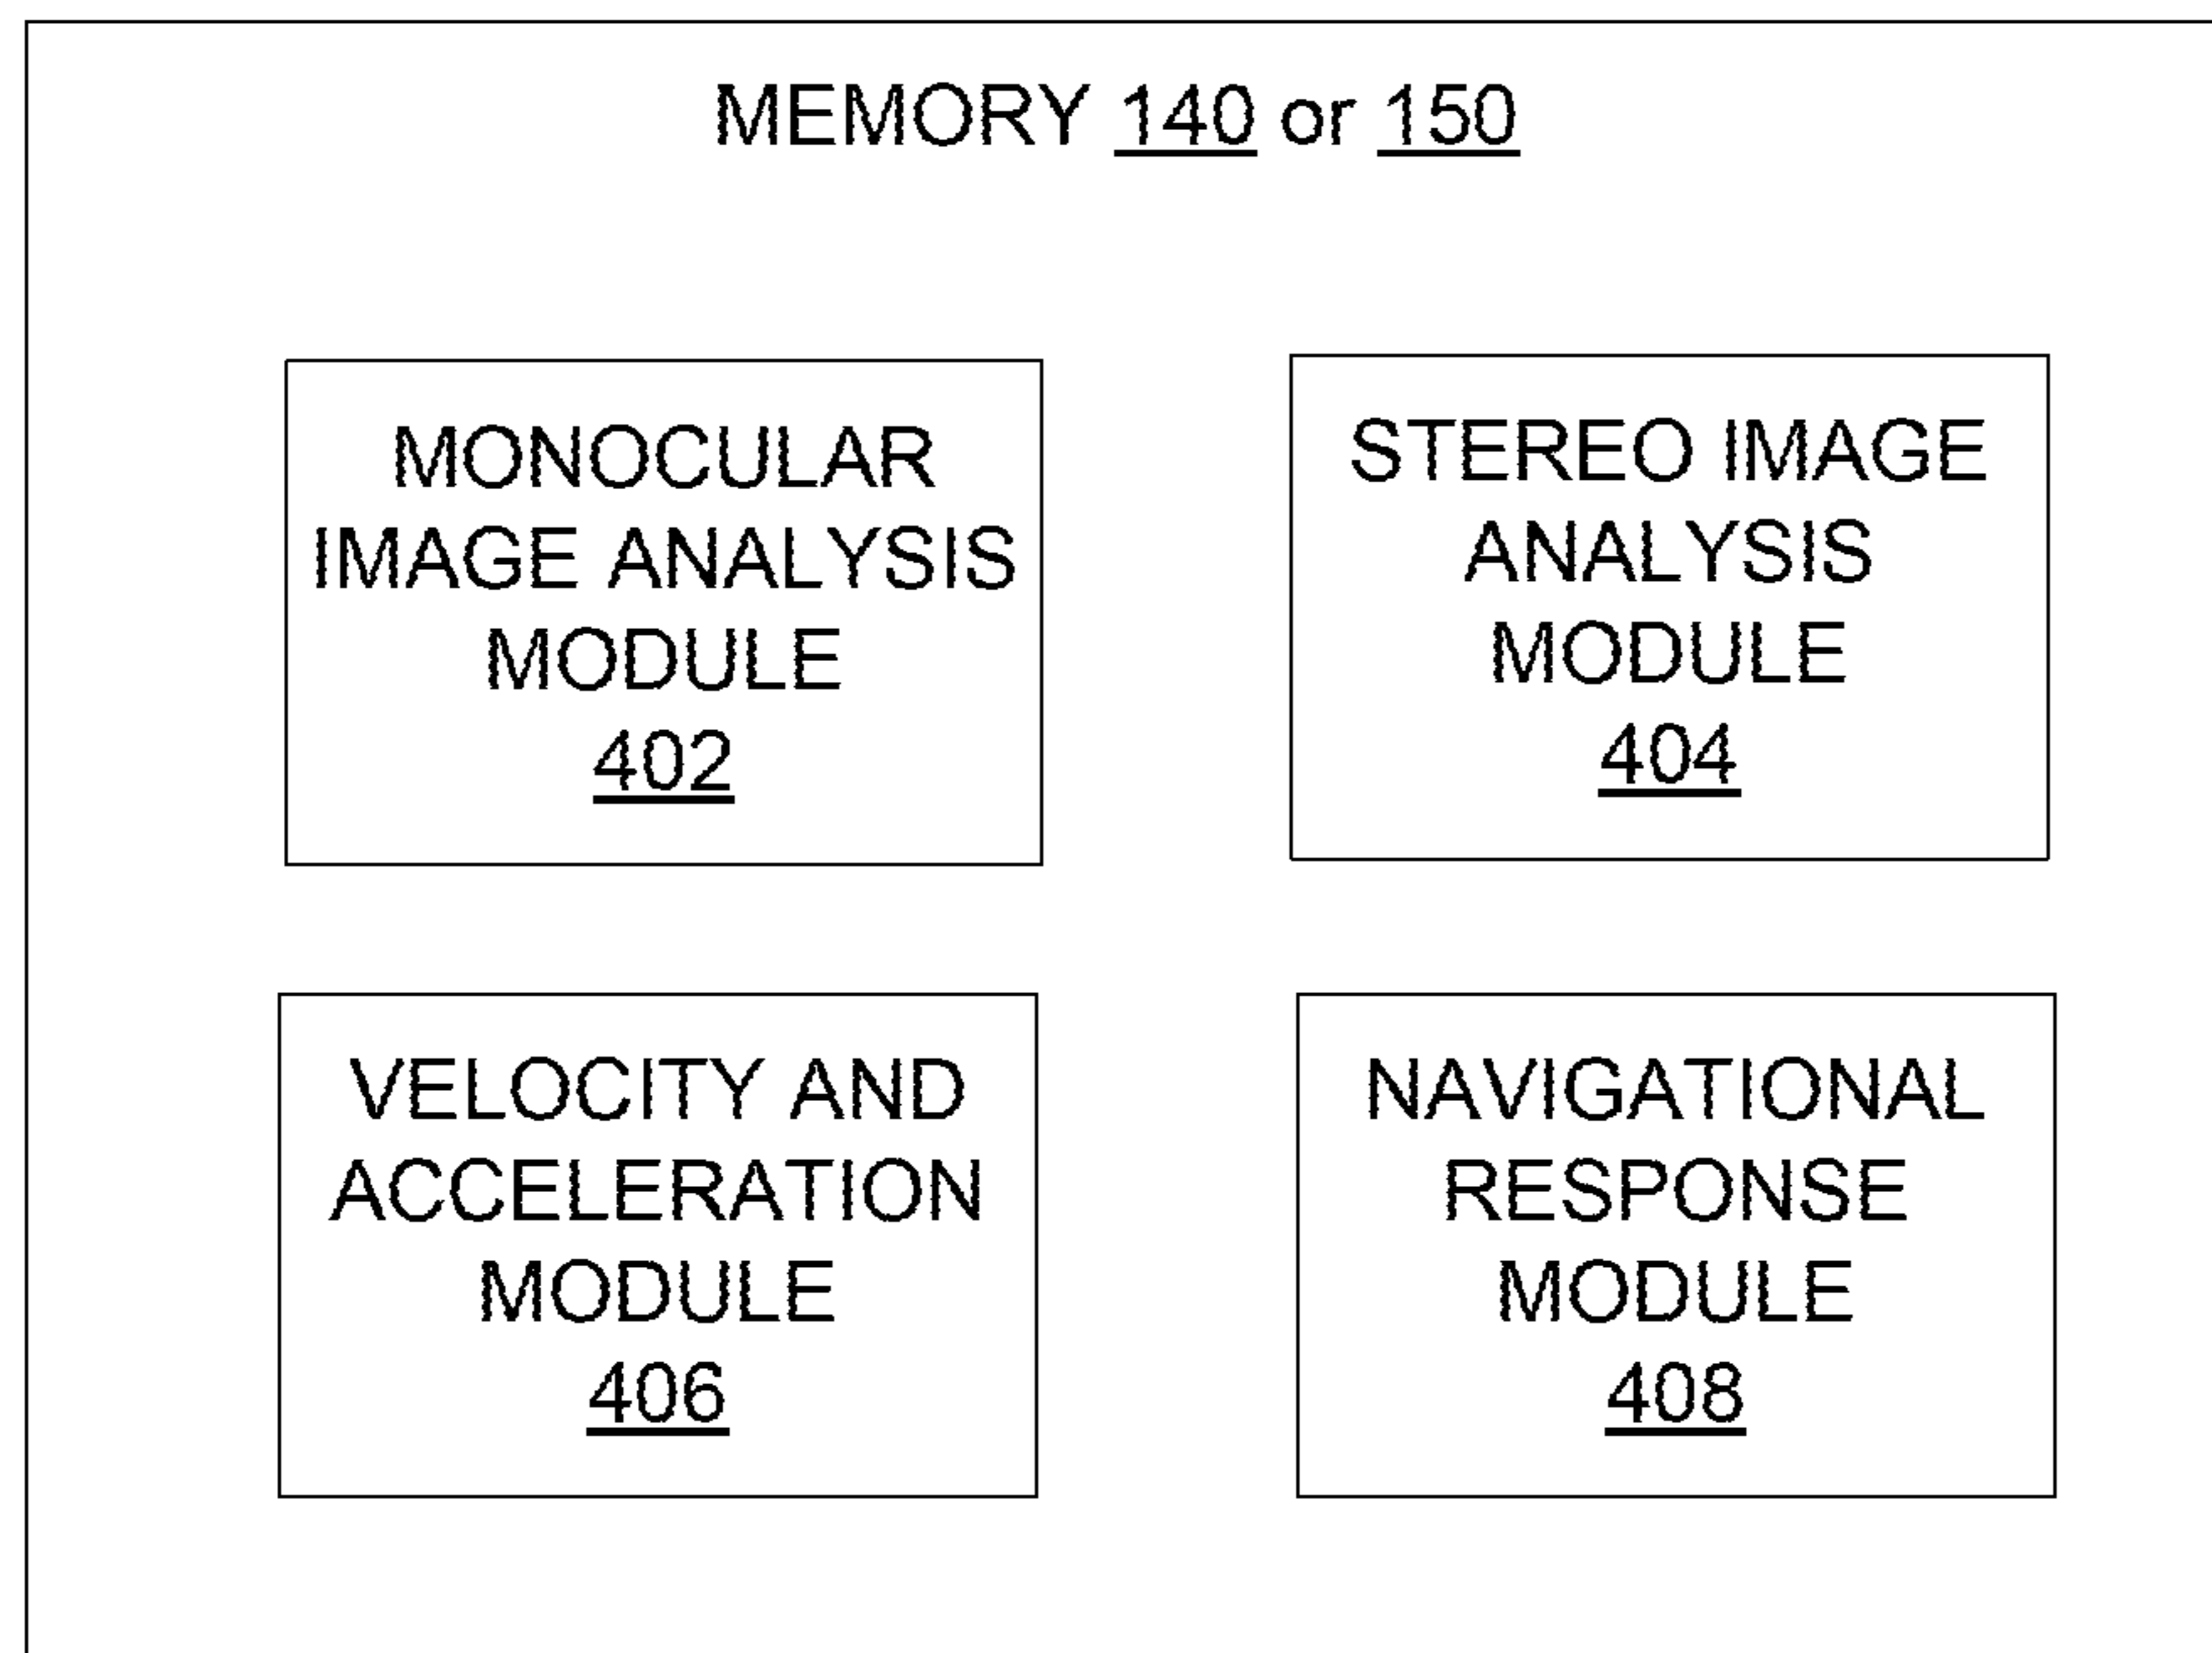 MEMORY 140 or 150
MONOCULAR
IMAGE ANALYSIS
MODULE
402
STEREO IMAGE
ANALYSIS
MODULE
404
VELOCITY AND
ACCELERATION
MODULE
406
NAVIGATIONAL
RESPONSE
MODULE
408